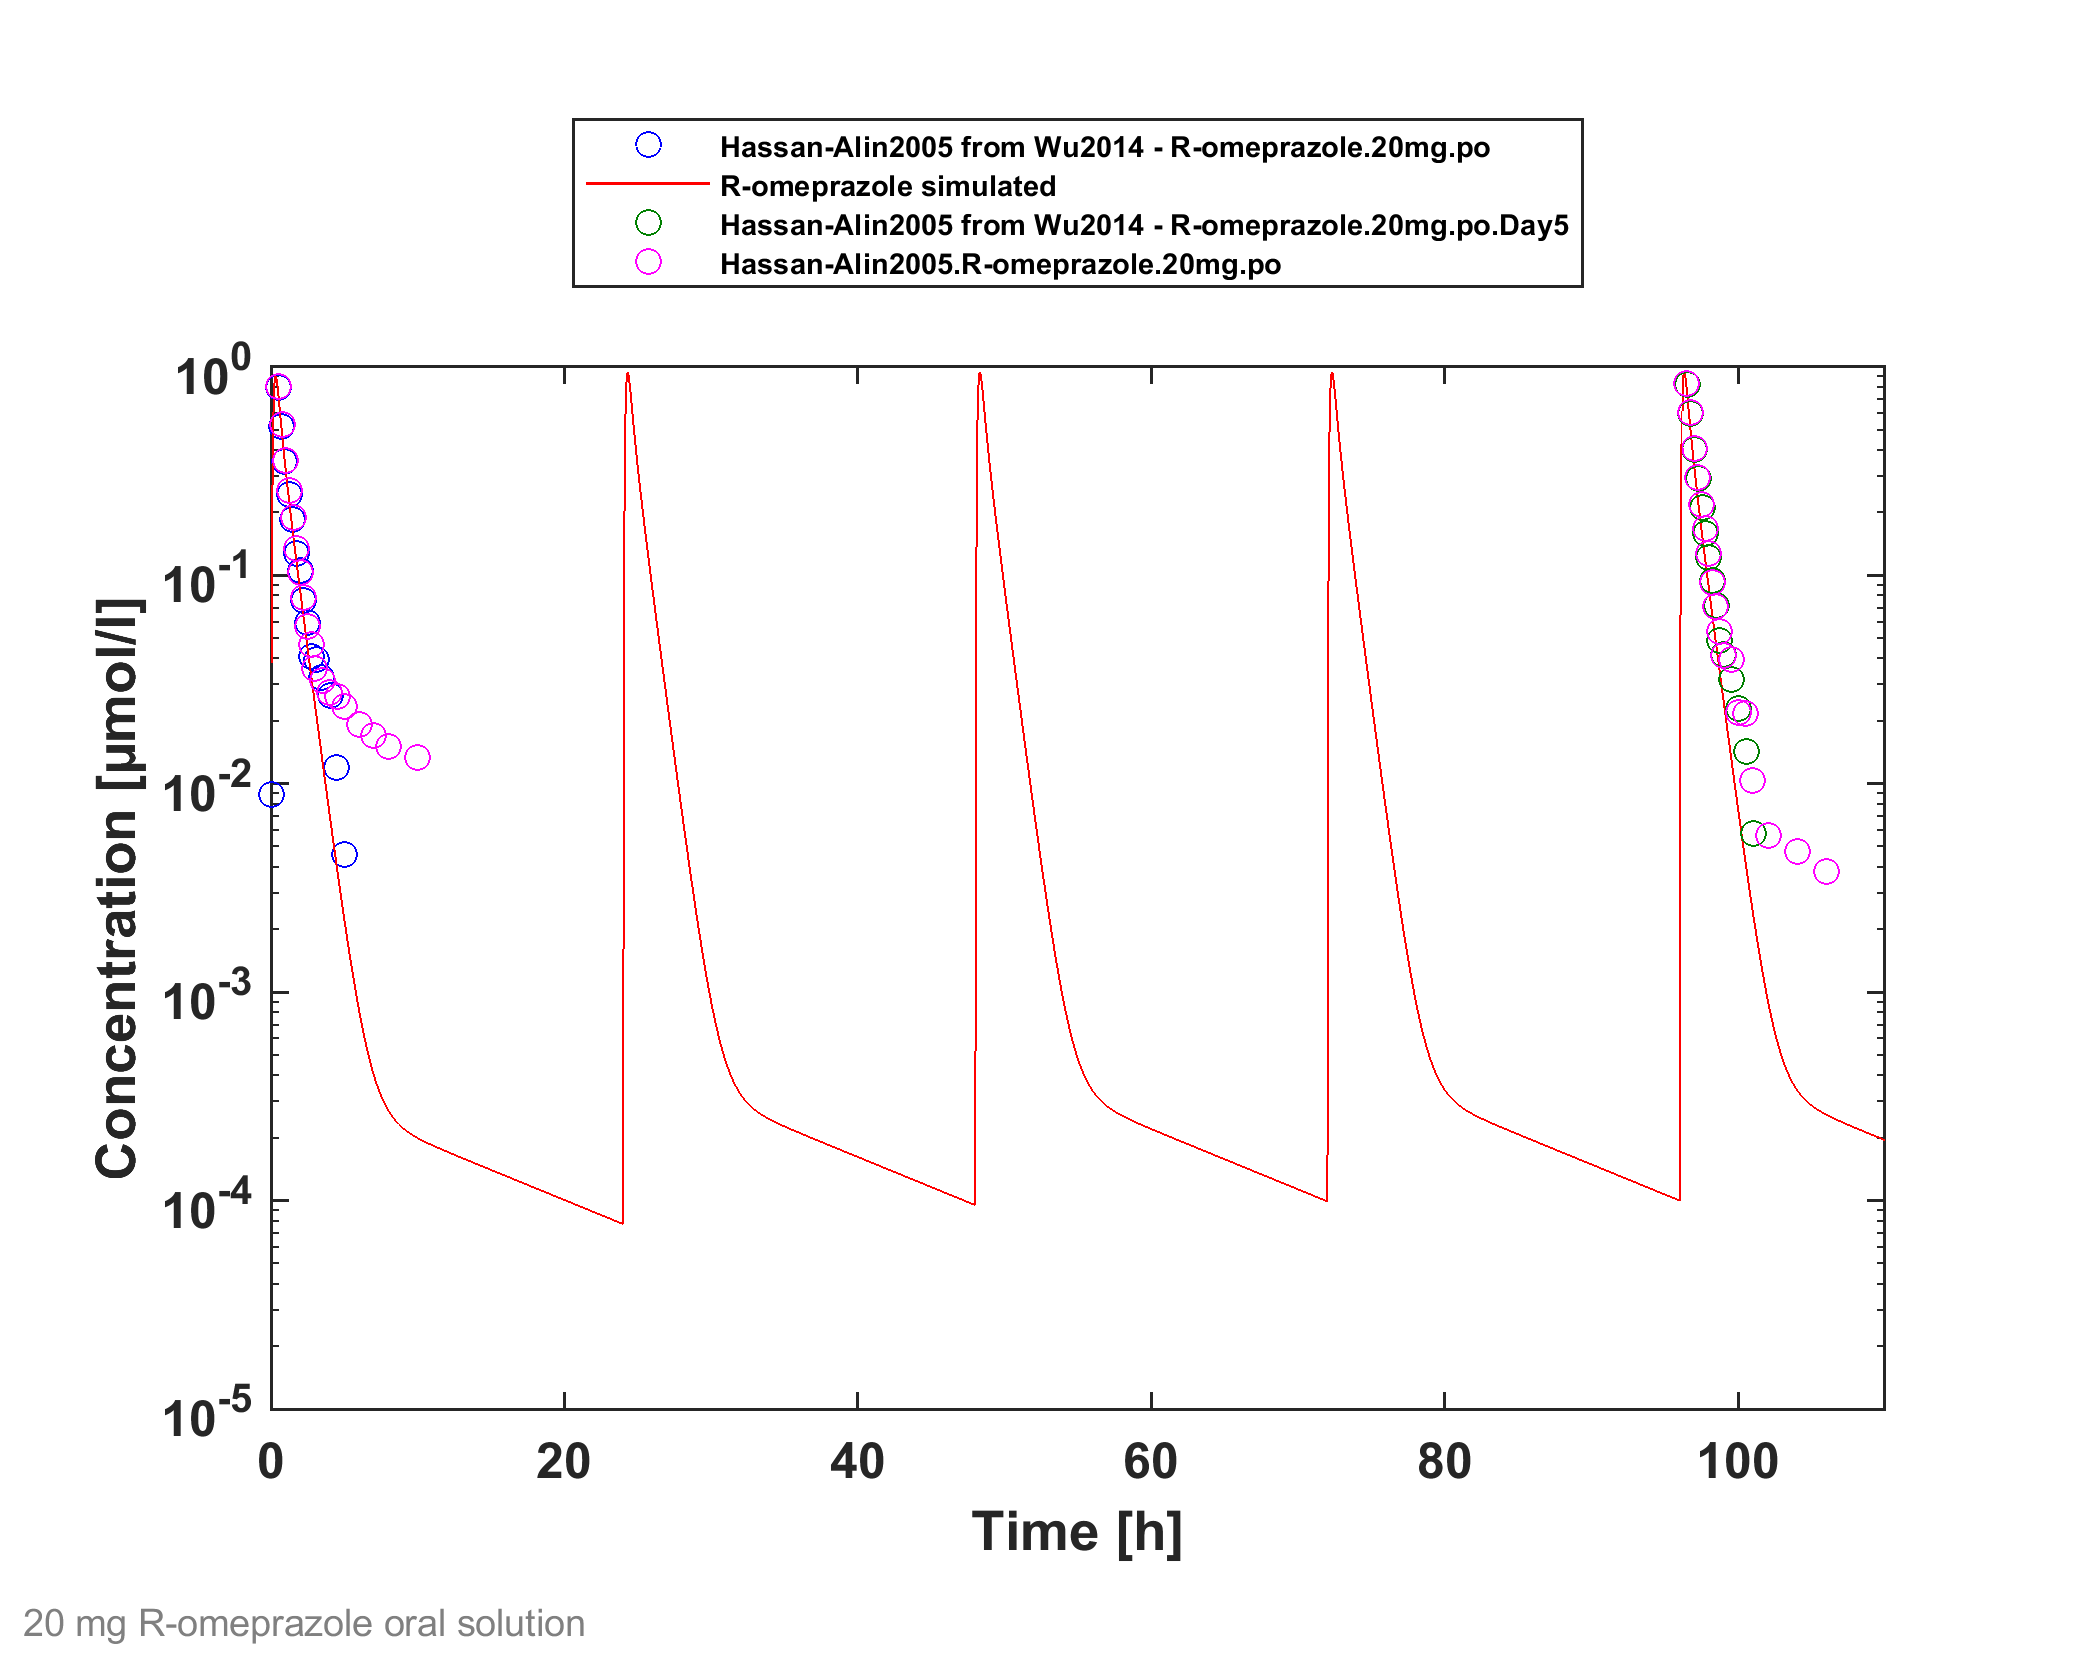 Hassan-Alin2005 from Wu2014 - R-omeprazole.20mg.po
R-omeprazole simulated
Hassan-Alin2005 from Wu2014 - R-omeprazole.20mg.po.Day5
Hassan-Alin2005.R-omeprazole.20mg.po
10^0
10^-1
10^-2
10^-3
10^-4
10^-5
Concentration [µmol/l]
0 20 40 60 80 100
Time [h]
20 mg R-omeprazole oral solution